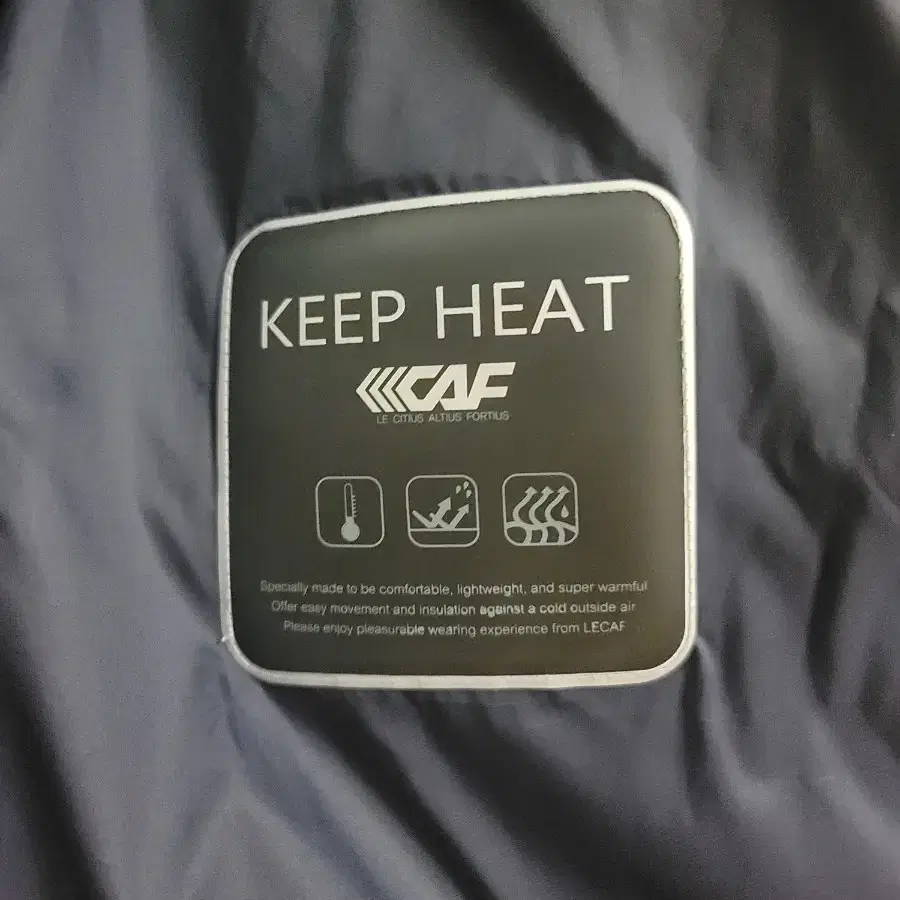 KEEP HEAT
CAF
LE CITIUS ALTIUS FORTIUS
Specially made to be comfortable, lightweight, and super warmful
Offer easy movement and insulation against a cold outside air
Please enjoy pleasurable wearing experience from LECAF